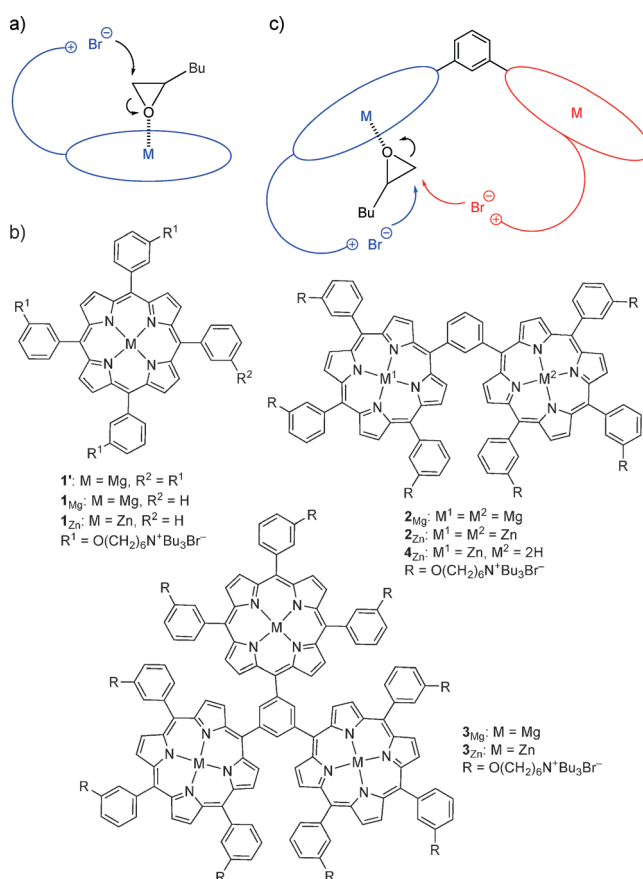 a)
Br⊖
⊕
Bu
O
M
c)
M
M
O
Bu
⊕
Br⊖
Br⊖
⊕
b)
R¹
R¹
N
N
M
N
N
R²
R¹
R
R
N
N
M¹
N
N
N
N
M²
N
N
R
R
R
R
1': M = Mg, R² = R¹
1Mg: M = Mg, R² = H
1Zn: M = Zn, R² = H
R¹ = O(CH₂)₆N⁺Bu₃Br⁻
2Mg: M¹ = M² = Mg
2Zn: M¹ = M² = Zn
4Zn: M¹ = Zn, M² = 2H
R = O(CH₂)₆N⁺Bu₃Br⁻
R
R
R
N
N
M
N
N
R
R
N
N
M
N
N
N
N
M
N
N
R
R
R
R
3Mg: M = Mg
3Zn: M = Zn
R = O(CH₂)₆N⁺Bu₃Br⁻